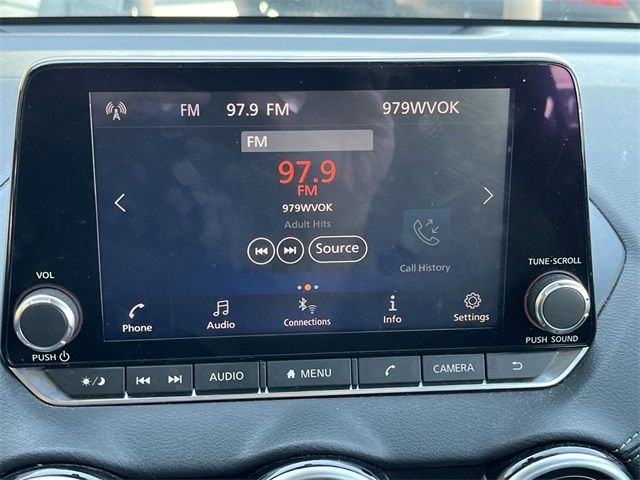 FM 97.9 FM 979WVOK
FM
97.9
FM
979WVOK
Adult Hits
Source
Call History
Phone Audio Connections Info Settings
VOL
PUSH
TUNE·SCROLL
PUSH SOUND
AUDIO MENU CAMERA